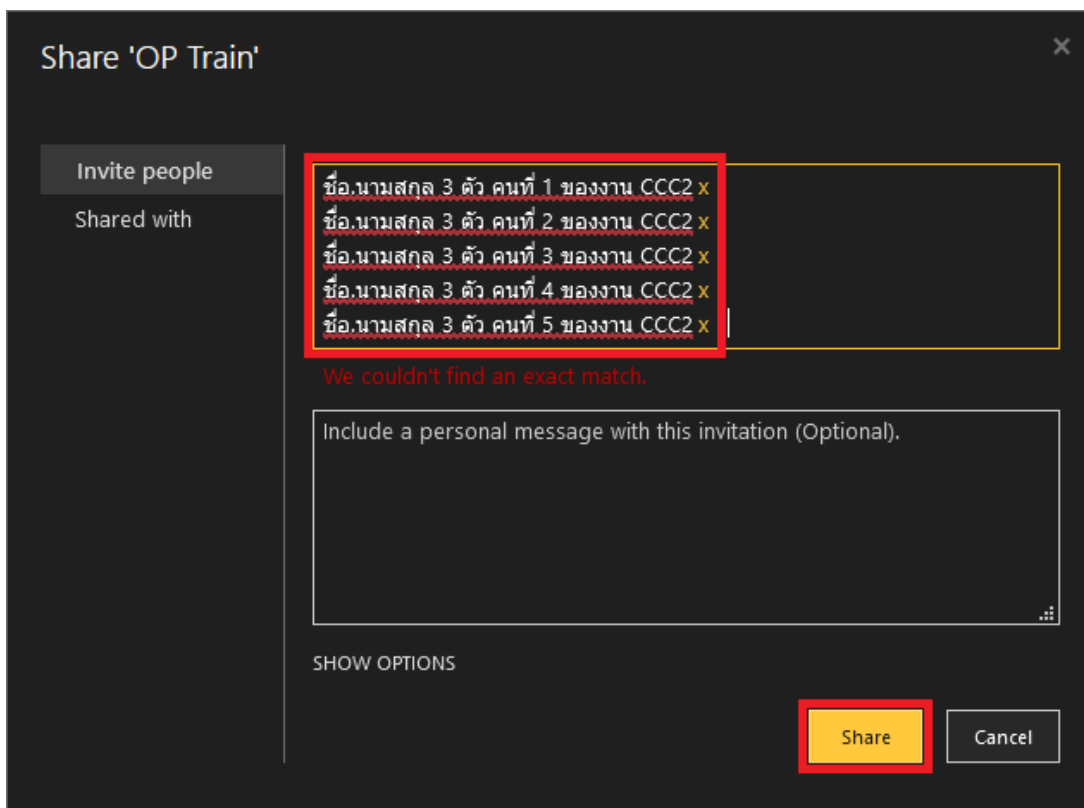 Share 'OP Train'
Invite people
Shared with
ชื่อ.นามสกุล 3 ตัว คนที่ 1 ของงาน CCC2 x
ชื่อ.นามสกุล 3 ตัว คนที่ 2 ของงาน CCC2 x
ชื่อ.นามสกุล 3 ตัว คนที่ 3 ของงาน CCC2 x
ชื่อ.นามสกุล 3 ตัว คนที่ 4 ของงาน CCC2 x
ชื่อ.นามสกุล 3 ตัว คนที่ 5 ของงาน CCC2 x
We couldn't find an exact match.
Include a personal message with this invitation (Optional).
SHOW OPTIONS
Share
Cancel